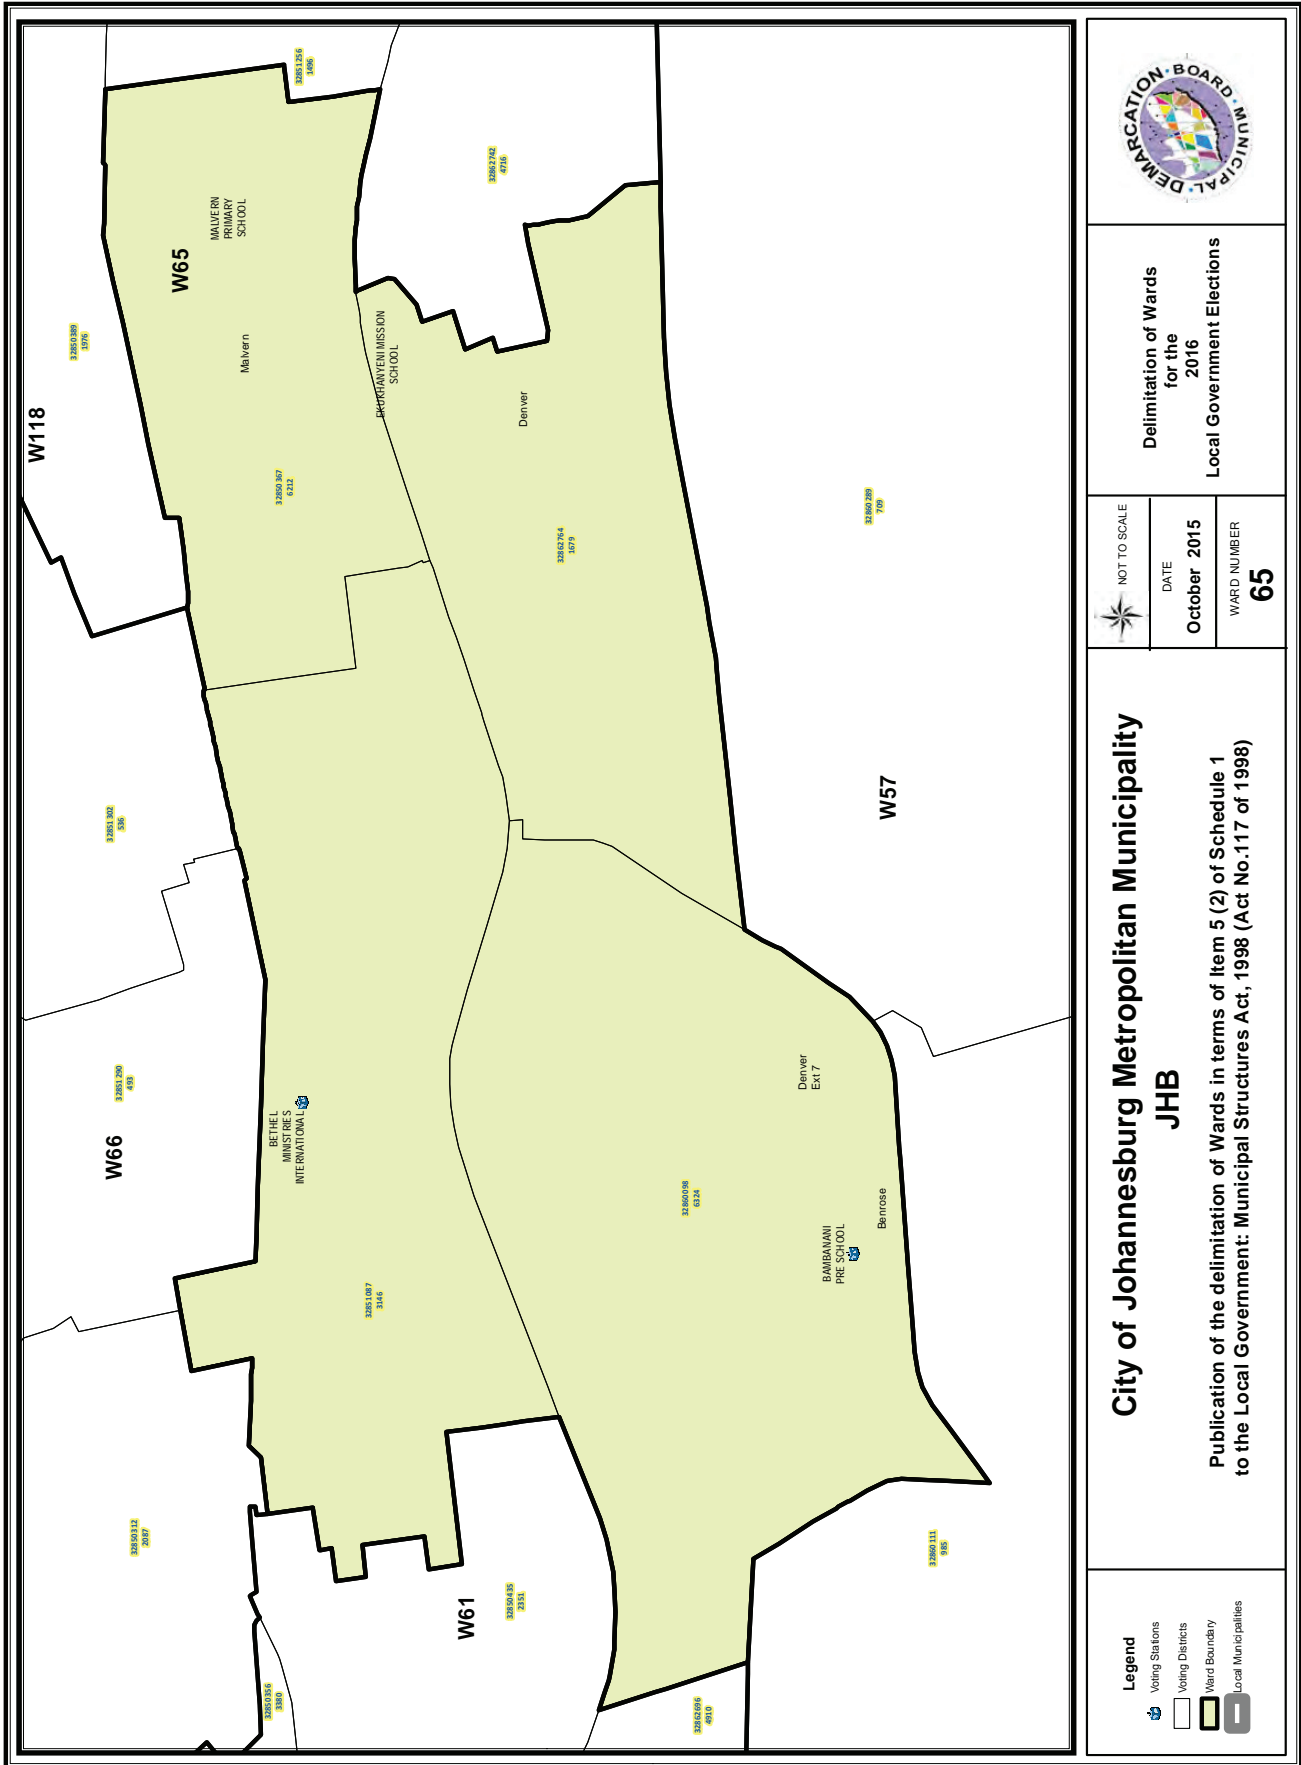 W118
W65
W66
W61
W57
32851256
1496
32862742
4716
32850389
1976
MALVERN
PRIMARY
SCHOOL
Malvern
EKUKHANYENI MISSION
SCHOOL
Denver
32850367
6212
32862764
1679
32860289
709
32851302
536
32851290
493
BETHEL
MINISTRIES
INTERNATIONAL
Denver
Ext 7
32860098
6324
BAMBANANI
PRE SCHOOL
Benrose
32851087
3146
32850312
2087
32850435
2351
32860111
985
32850356
3380
32862696
4910
Legend
Voting Stations
Voting Districts
Ward Boundary
Local Municipalities
City of Johannesburg Metropolitan Municipality
JHB
Publication of the delimitation of Wards in terms of Item 5 (2) of Schedule 1
to the Local Government: Municipal Structures Act, 1998 (Act No.117 of 1998)
NOT TO SCALE
DATE
October 2015
WARD NUMBER
65
Delimitation of Wards
for the
2016
Local Government Elections
MUNICIPAL · DEMARCATION · BOARD ·